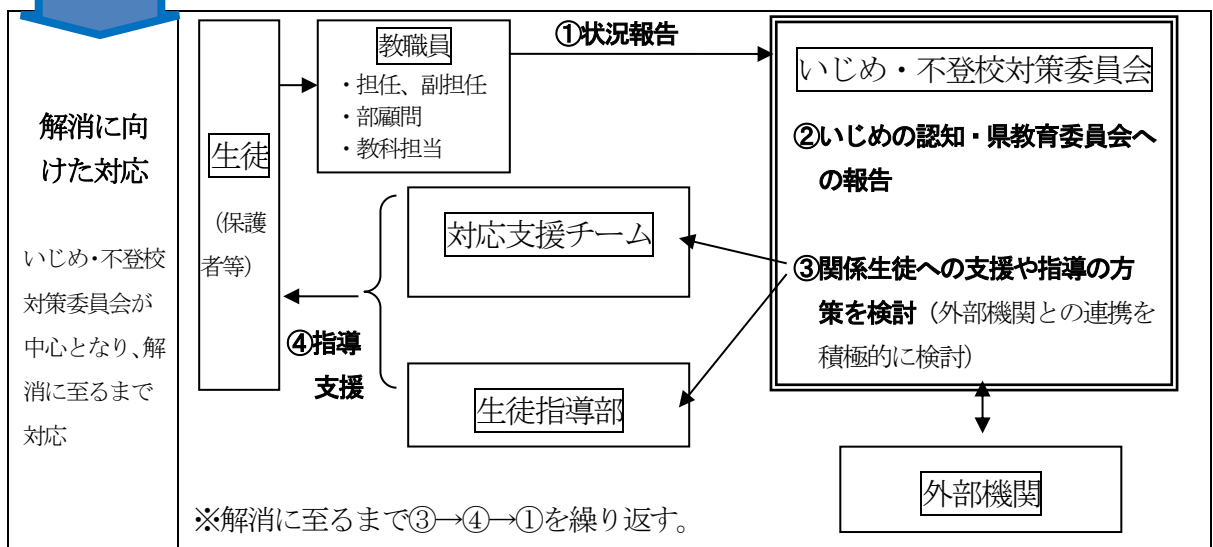 解消に向
けた対応
いじめ・不登校
対策委員会が
中心となり、解
消に至るまで
対応
生徒
（保護
者等）
教職員
・担任、副担任
・部顧問
・教科担当
①状況報告
いじめ・不登校対策委員会
②いじめの認知・県教育委員会へ
の報告
③関係生徒への支援や指導の方
策を検討（外部機関との連携を
積極的に検討）
対応支援チーム
④指導
支援
生徒指導部
外部機関
※解消に至るまで③→④→①を繰り返す。